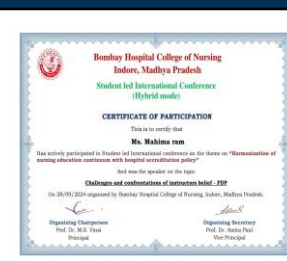 Bombay Hospital College of Nursing
Indore, Madhya Pradesh
Student led International Conference
(Hybrid mode)
CERTIFICATE OF PARTICIPATION
This is to certify that
Ms. Mahima ram
Has actively participated in Student led International conference on the theme on "Harmonization of
nursing education continuum with hospital accreditation policy"
And was the speaker on the topic
Challenges and confrontations of instructors belief - FDP
On 28/09/2024 organized by Bombay Hospital College of Nursing, Indore, Madhya Pradesh.
Organizing Chairperson
Organizing Secretary
Prof. Dr. M.K.
Prof. Dr. Anita Paul
Principal
Vice Principal